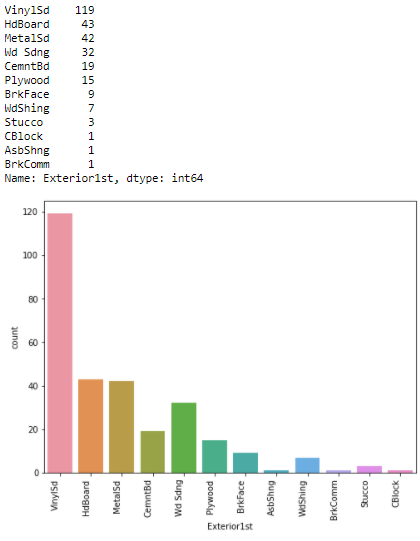 VinylSd 119
HdBoard 43
MetalSd 42
Wd Sdng 32
CemntBd 19
Plywood 15
BrkFace 9
WdShing 7
Stucco 3
CBlock 1
AsbShng 1
BrkComm 1
Name: Exterior1st, dtype: int64
120
100
80
60
40
20
0
count
VinylSd HdBoard MetalSd CemntBd Wd Sdng Plywood BrkFace AsbShng WdShing BrkComm Stucco CBlock
Exterior1st